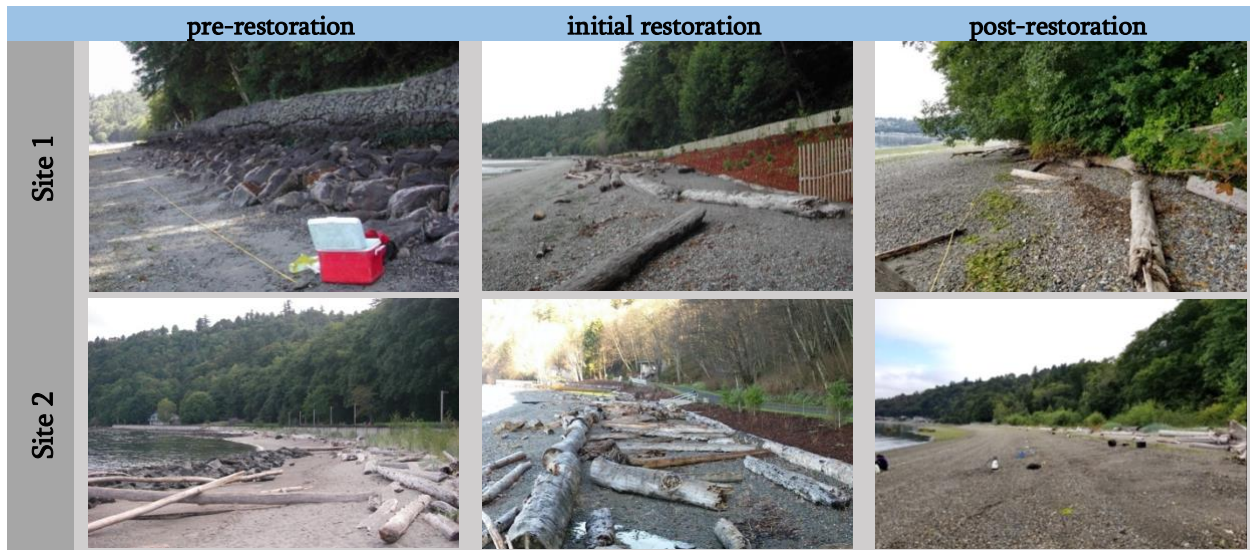 pre-restoration
initial restoration
post-restoration
Site 1
Site 2